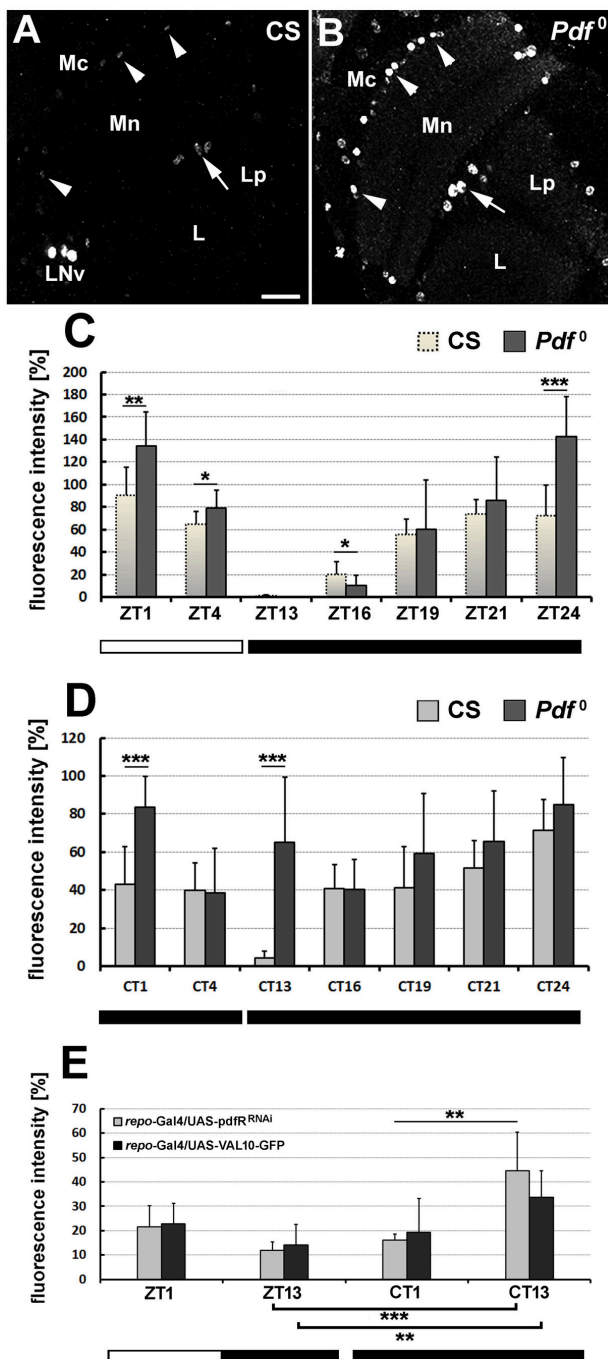 A CS
Mc
Mn
Lp
L
LNv
B Pdf⁰
Mc
Mn
Lp
L
C
CS Pdf⁰
fluorescence intensity [%]
200
180
160
140
120
100
80
60
40
20
0
** * * ***
ZT1 ZT4 ZT13 ZT16 ZT19 ZT21 ZT24
D
CS Pdf⁰
fluorescence intensity [%]
120
100
80
60
40
20
0
*** ***
CT1 CT4 CT13 CT16 CT19 CT21 CT24
E
fluorescence intensity [%]
70
60
50
40
30
20
10
0
repo-Gal4/UAS-pdfR^RNAi
repo-Gal4/UAS-VAL10-GFP
**
ZT1 ZT13 CT1 CT13
***
**